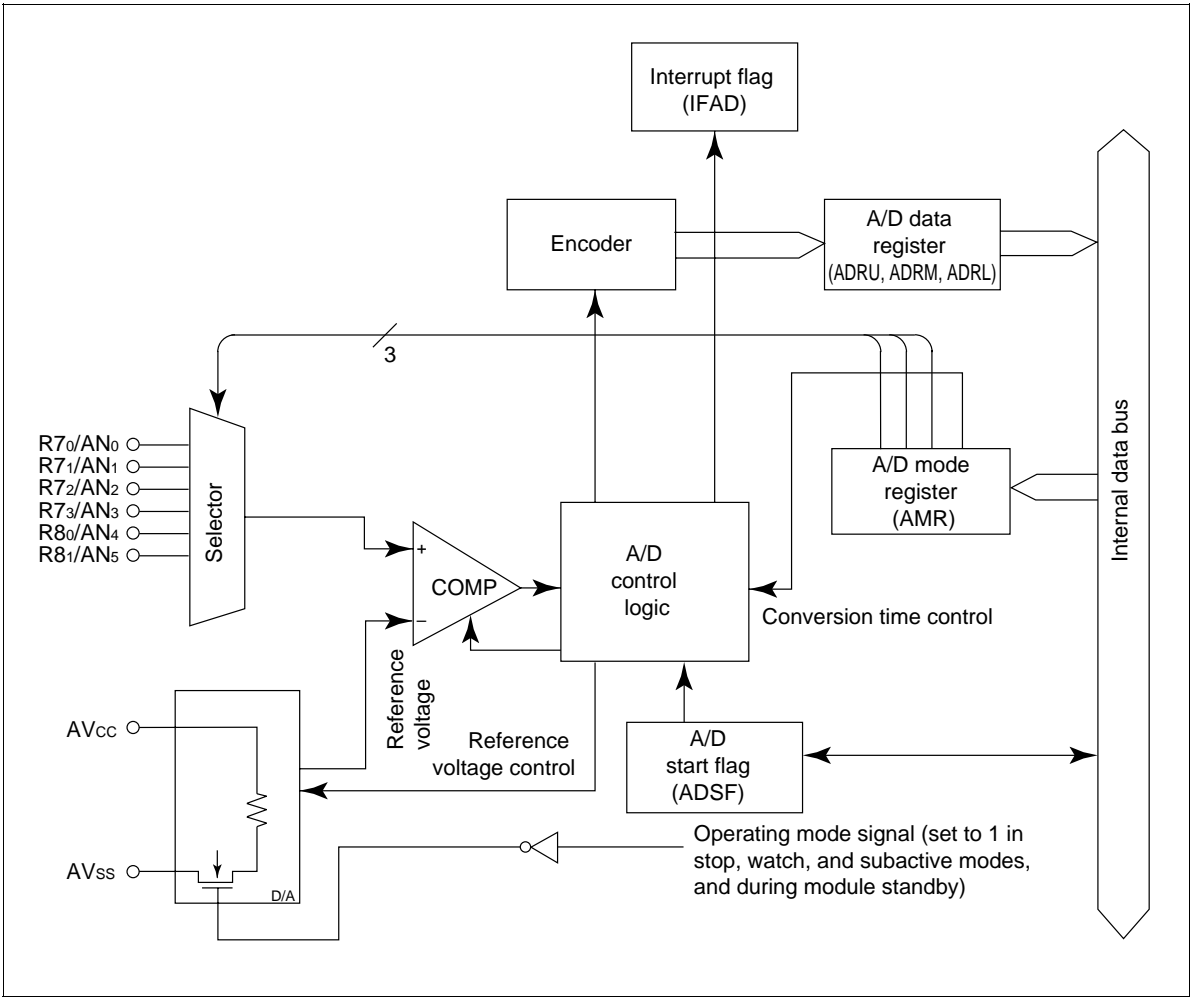 Interrupt flag
(IFAD)
Encoder
A/D data
register
(ADRU, ADRM, ADRL)
3
R70/AN0
R71/AN1
R72/AN2
R73/AN3
R80/AN4
R81/AN5
Selector
A/D mode
register
(AMR)
Internal data bus
+
COMP
−
A/D
control
logic
Conversion time control
Reference
voltage
Reference
voltage control
A/D
start flag
(ADSF)
AVCC
AVSS
D/A
Operating mode signal (set to 1 in
stop, watch, and subactive modes,
and during module standby)